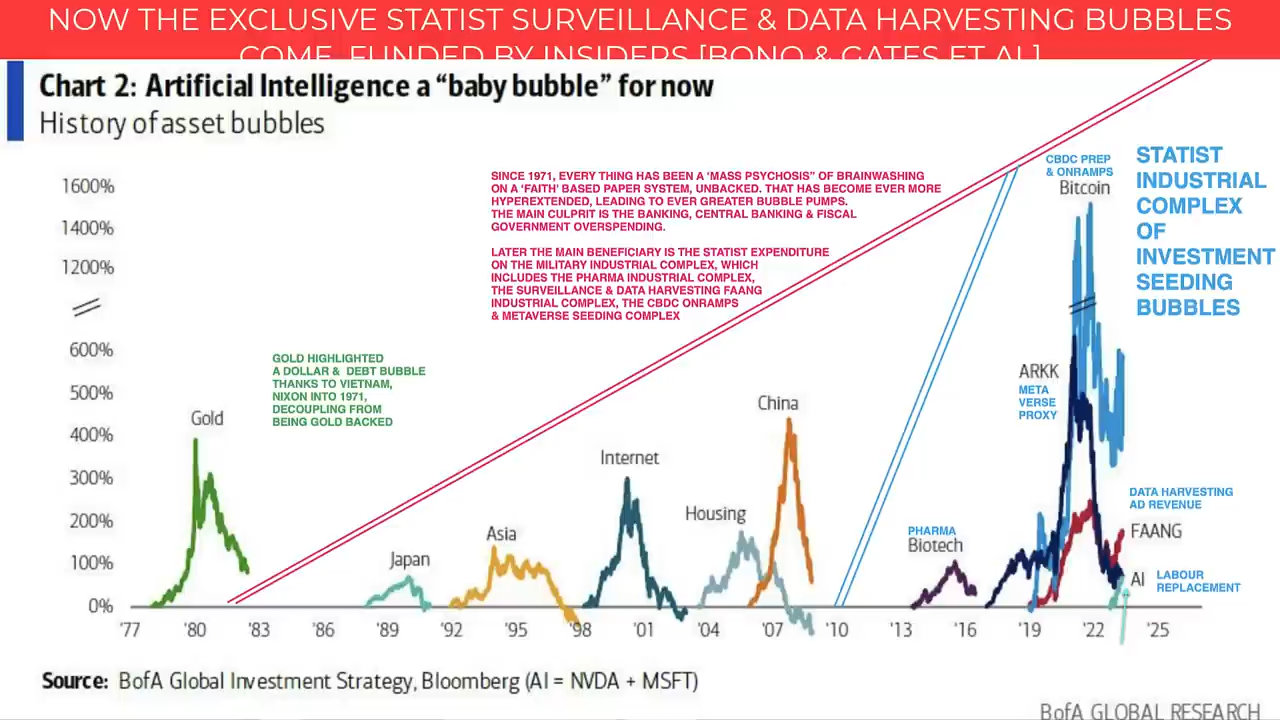 NOW THE EXCLUSIVE STATIST SURVEILLANCE & DATA HARVESTING BUBBLES
COME, FUNDED BY INSIDERS [BONO & GATES ET AL]
Chart 2: Artificial Intelligence a “baby bubble” for now
History of asset bubbles
1600%
1400%
1200%
600%
500%
400%
300%
200%
100%
0%
SINCE 1971, EVERY THING HAS BEEN A ‘MASS PSYCHOSIS” OF BRAINWASHING
ON A ‘FAITH’ BASED PAPER SYSTEM, UNBACKED. THAT HAS BECOME EVER MORE
HYPEREXTENDED, LEADING TO EVER GREATER BUBBLE PUMPS.
THE MAIN CULPRIT IS THE BANKING, CENTRAL BANKING & FISCAL
GOVERNMENT OVERSPENDING.
LATER THE MAIN BENEFICIARY IS THE STATIST EXPENDITURE
ON THE MILITARY INDUSTRIAL COMPLEX, WHICH
INCLUDES THE PHARMA INDUSTRIAL COMPLEX,
THE SURVEILLANCE & DATA HARVESTING FAANG
INDUSTRIAL COMPLEX, THE CBDC ONRAMPS
& METAVERSE SEEDING COMPLEX
GOLD HIGHLIGHTED
A DOLLAR & DEBT BUBBLE
THANKS TO VIETNAM,
NIXON INTO 1971,
DECOUPLING FROM
BEING GOLD BACKED
Gold
Japan
Asia
Internet
Housing
China
PHARMA
Biotech
CBDC PREP
& ONRAMPS
Bitcoin
STATIST
INDUSTRIAL
COMPLEX
OF
INVESTMENT
SEEDING
BUBBLES
ARKK
META
VERSE
PROXY
DATA HARVESTING
AD REVENUE
FAANG
AI
LABOUR
REPLACEMENT
'77 '80 '83 '86 '89 '92 '95 '98 '01 '04 '07 '10 '13 '16 '19 '22 '25
Source: BofA Global Investment Strategy, Bloomberg (AI = NVDA + MSFT)
BofA GLOBAL RESEARCH